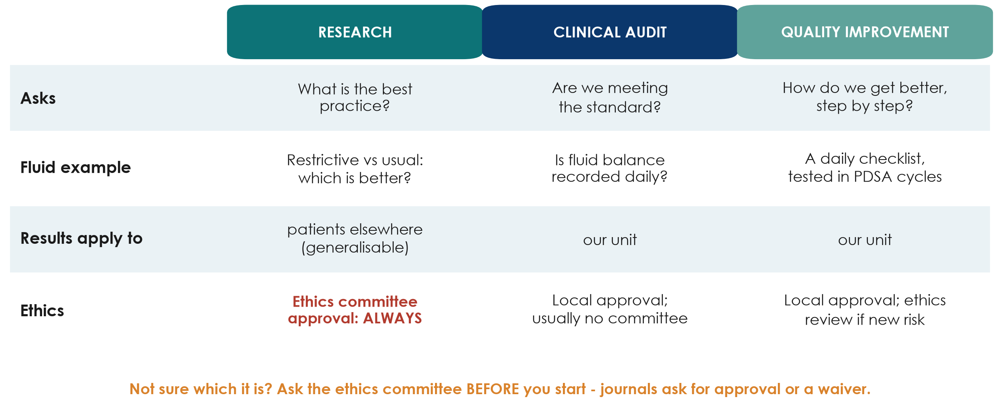 RESEARCH
CLINICAL AUDIT
QUALITY IMPROVEMENT
Asks
What is the best
practice?
Are we meeting
the standard?
How do we get better,
step by step?
Fluid example
Restrictive vs usual:
which is better?
Is fluid balance
recorded daily?
A daily checklist,
tested in PDSA cycles
Results apply to
patients elsewhere
(generalisable)
our unit
our unit
Ethics
Ethics committee
approval: ALWAYS
Local approval;
usually no committee
Local approval; ethics
review if new risk
Not sure which it is? Ask the ethics committee BEFORE you start - journals ask for approval or a waiver.